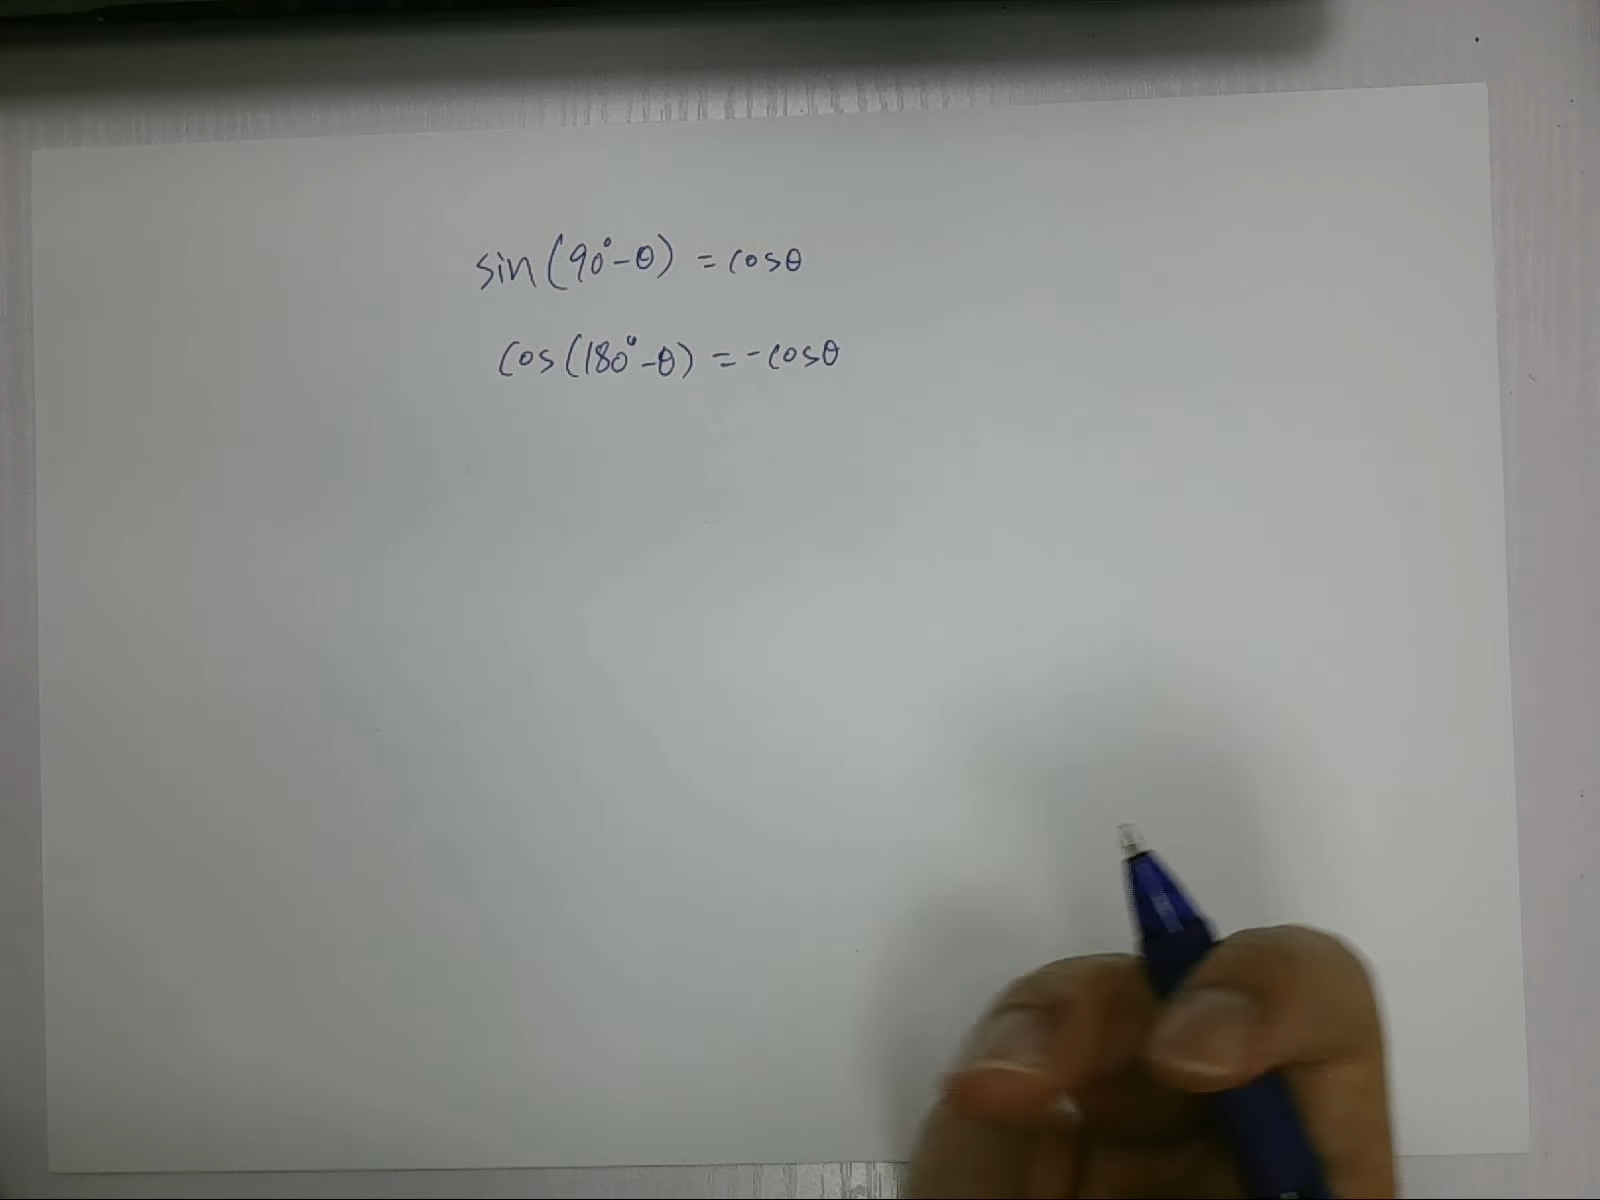 sin(90°-θ) = cosθ
cos(180°-θ) = -cosθ